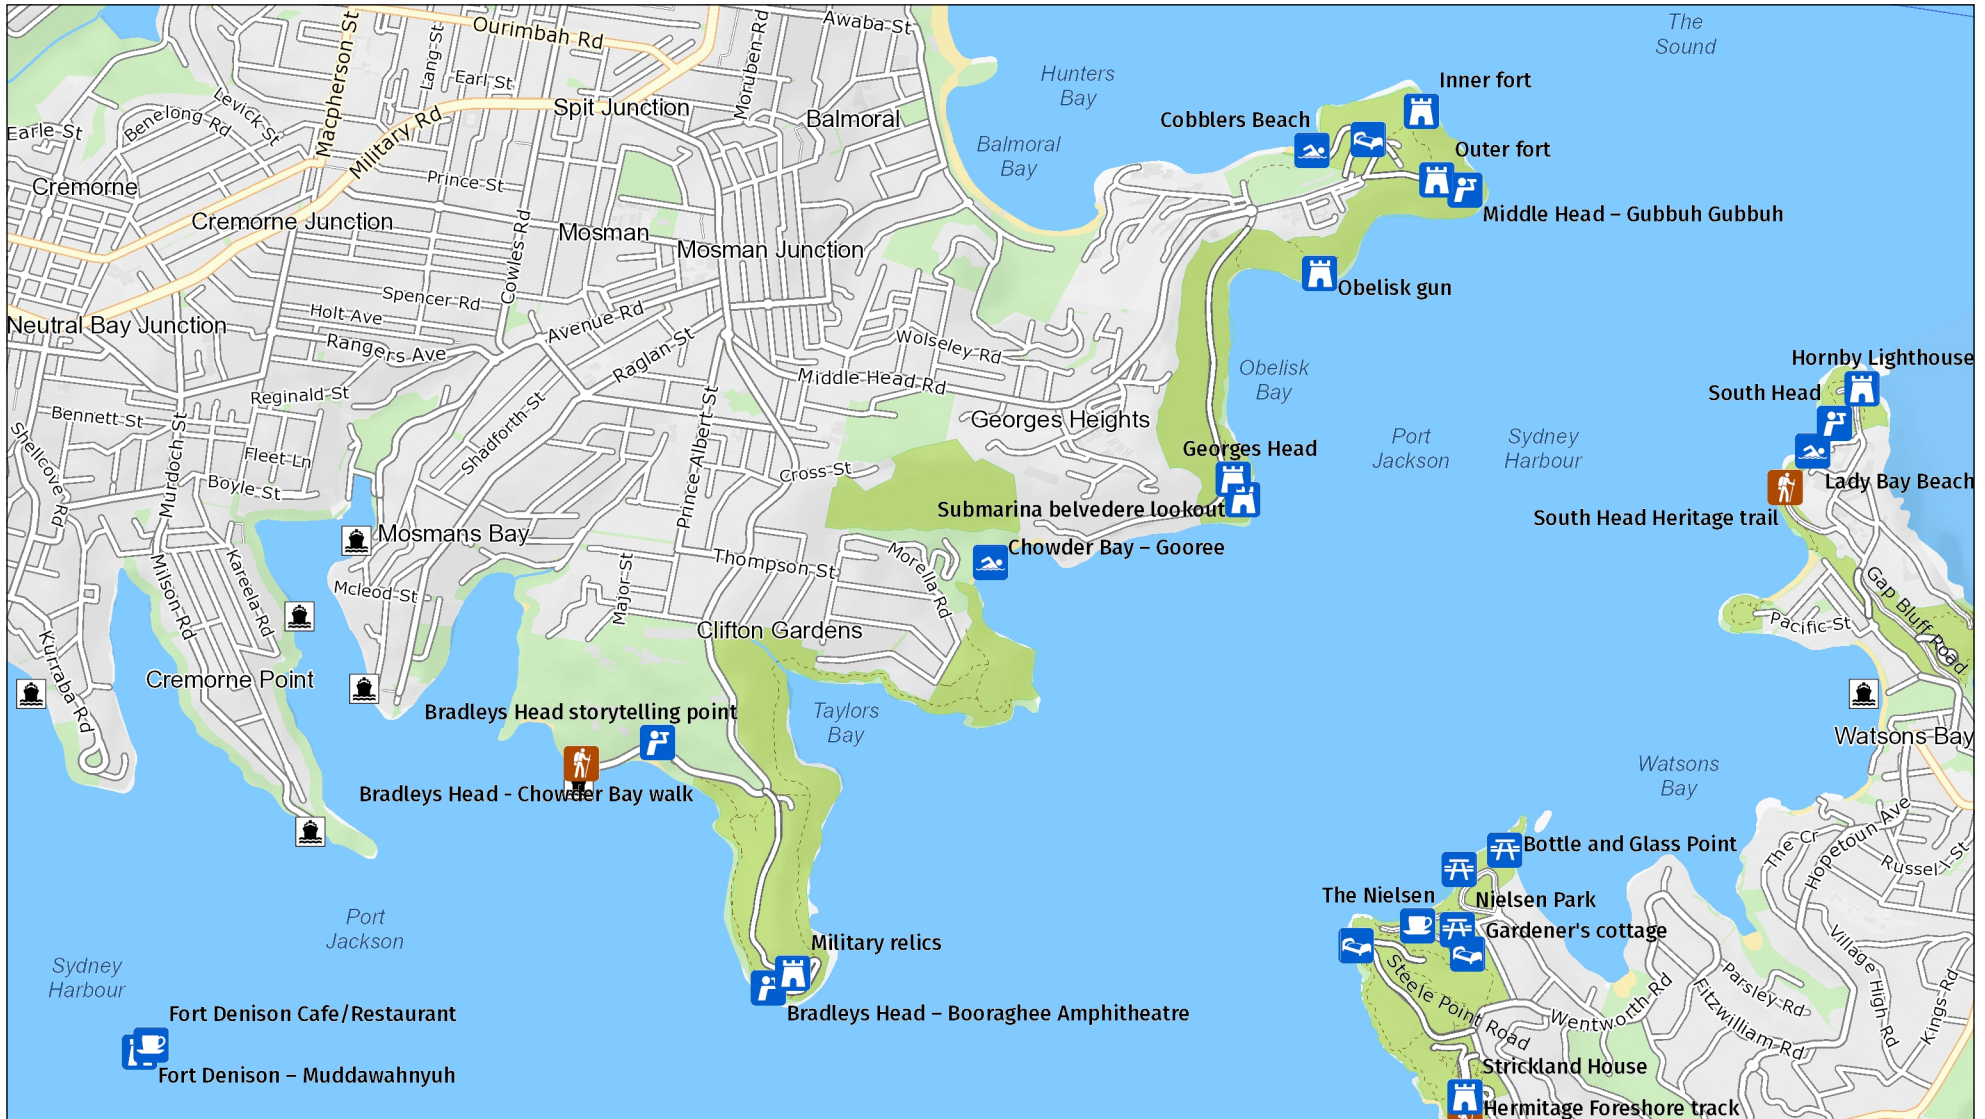 Ourimbah Rd
Awaba St
The
Sound
Macpherson St
Lang-St
Moruben-Rd
Hunters
Bay
Inner fort
Earl St
Levick-St
Benelong-Rd
Earle-St
Military Rd
Spit Junction
Balmoral
Cobblers Beach
Balmoral
Bay
Outer fort
Cremorne
Prince St
Cremorne Junction
Mosman
Mosman Junction
Cowles-Rd
Middle Head – Gubbuh Gubbuh
Obelisk gun
Spencer Rd
Holt Ave
Avenue Rd
Neutral Bay Junction
Rangers Ave
Raglan St
Wolseley Rd
Middle Head Rd
Obelisk
Bay
Hornby Lighthouse
South Head
Reginald St
Bennett-St
Shadforth-St
Prince-Albert-St
Georges Heights
Georges Head
Port
Jackson
Sydney
Harbour
Shellcove Rd
Murdoch St
Fleet Ln
Boyle St
Cross-St
Lady Bay Beach
Submarina belvedere lookout
South Head Heritage trail
Mosmans Bay
Chowder Bay – Gooree
Milson-Rd
Kareela-Rd
Mcleod-St
Major-St
Thompson-St
Morella-Rd
Gap Bluff Road
Pacific-St
Clifton Gardens
Kurraba Rd
Cremorne Point
Bradleys Head storytelling point
Taylors
Bay
Watsons Bay
Watsons
Bay
Bradleys Head - Chowder Bay walk
Bottle and Glass Point
The Cr
Hopetoun Ave
Russell St
The Nielsen
Nielsen Park
Gardener's cottage
Port
Jackson
Military relics
Sydney
Harbour
Steele Point Road
Wentworth-Rd
Parsley-Rd
Fitzwilliam Rd
Village High Rd
Kings-Rd
Fort Denison Cafe/Restaurant
Bradleys Head – Booraghee Amphitheatre
Fort Denison – Muddawahnyuh
Strickland House
Hermitage Foreshore track